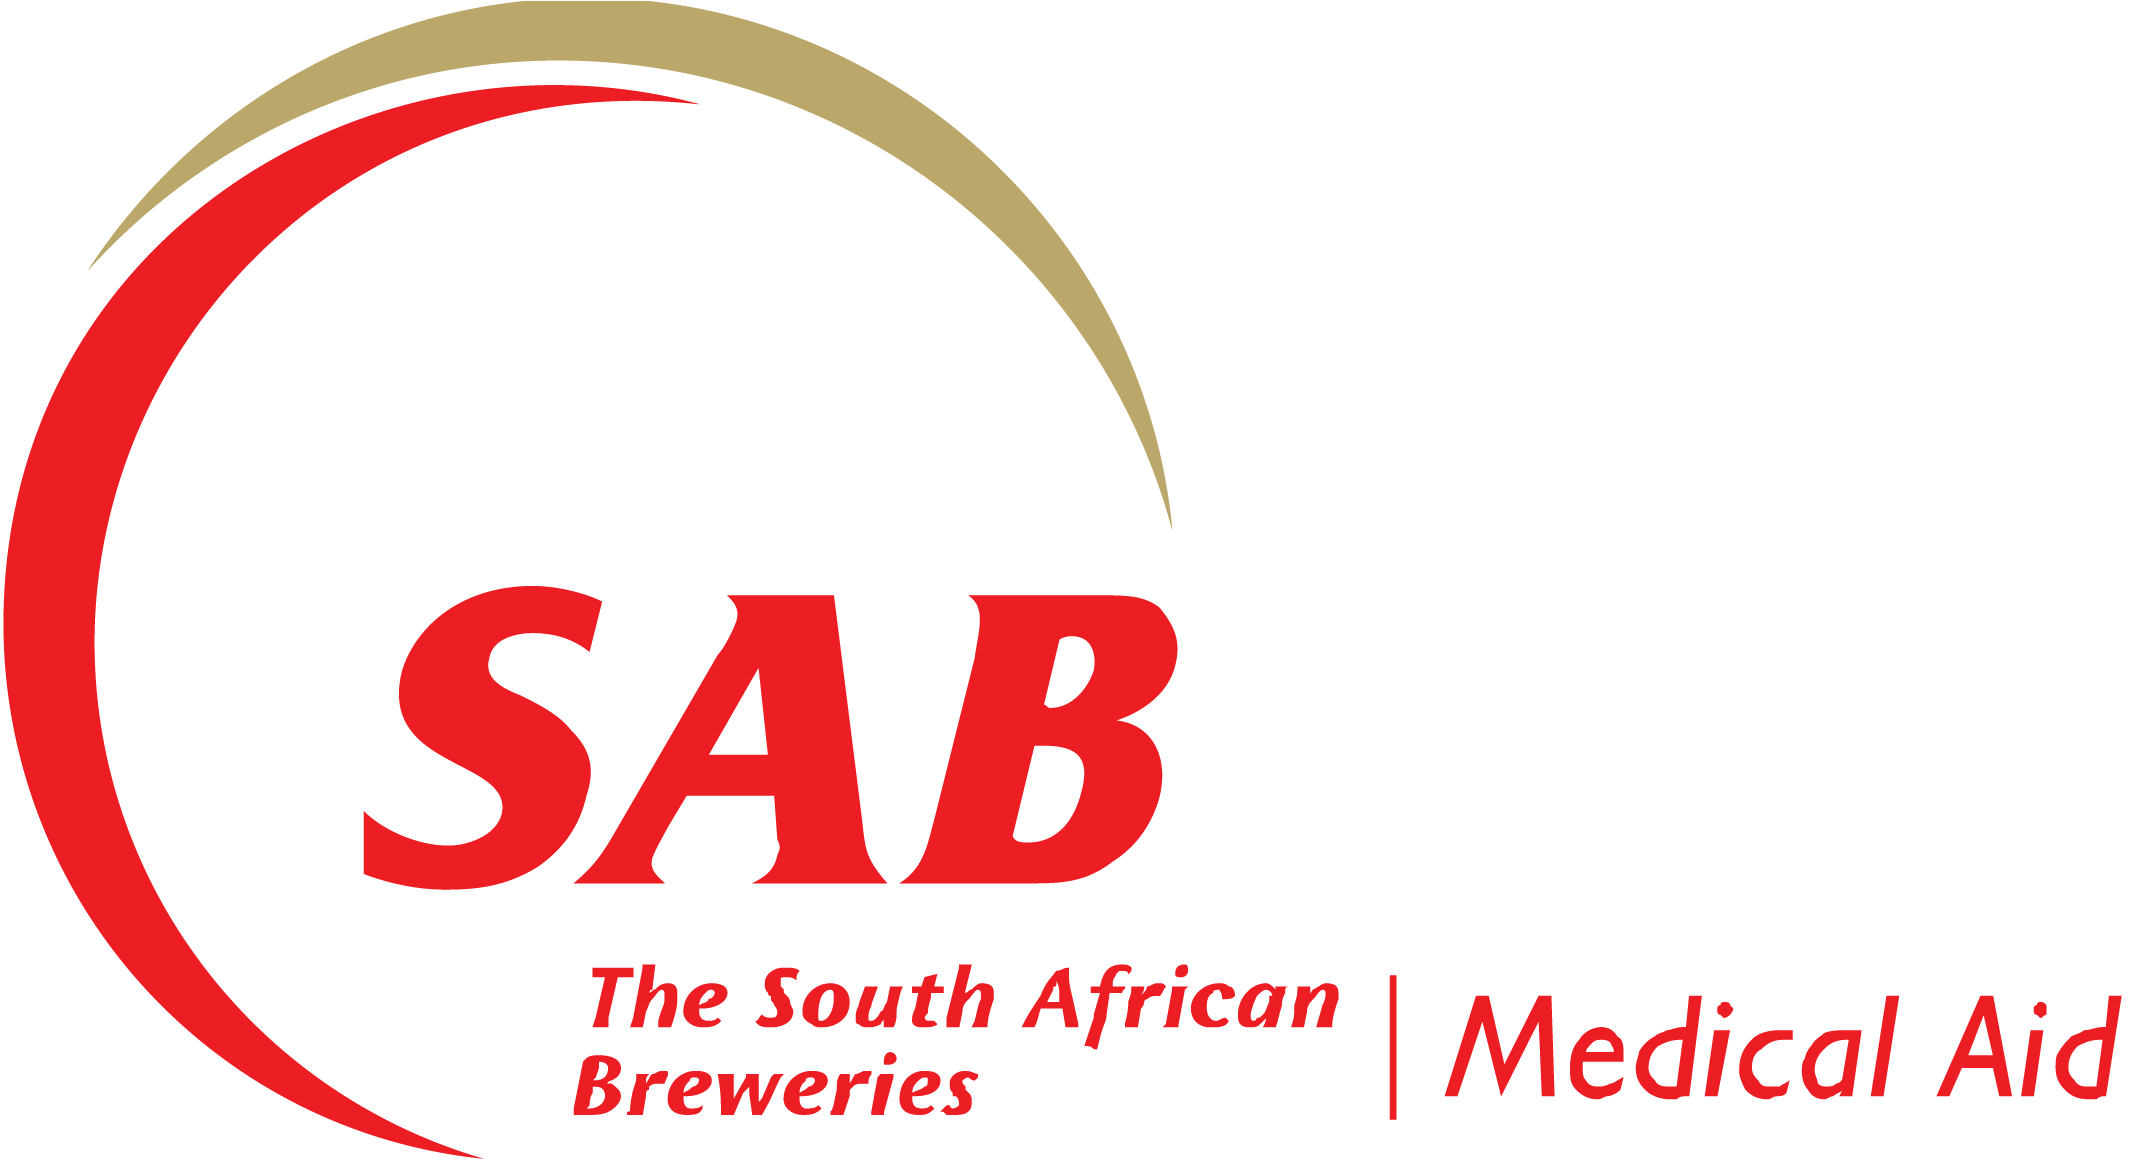 SAB
The South African
Breweries
Medical Aid